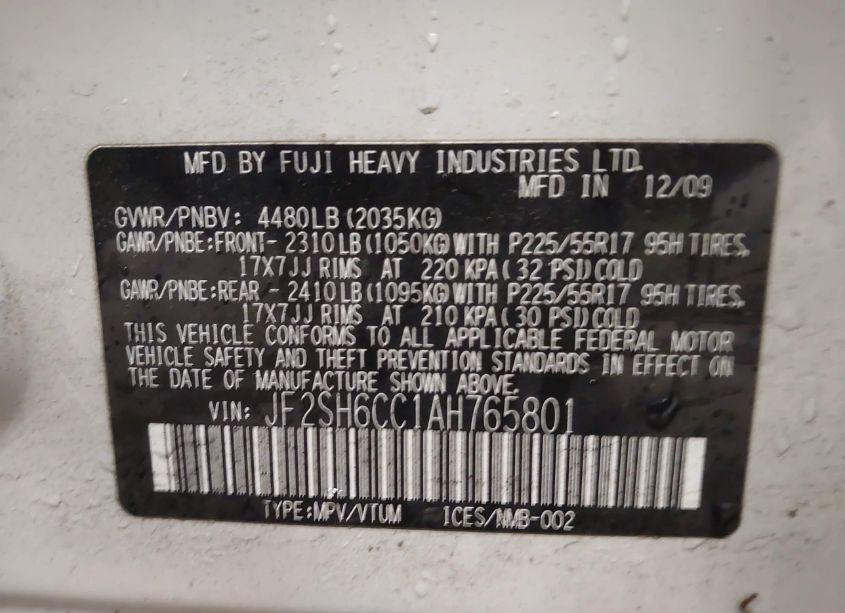 MFD BY FUJI HEAVY INDUSTRIES LTD.
MFD IN 12/09
GVWR/PNBV: 4480LB (2035KG)
GAWR/PNBE:FRONT- 2310LB (1050KG) WITH P225/55R17 95H TIRES,
17X7JJ RIMS AT 220 KPA ( 32 PSI) COLD
GAWR/PNBE:REAR - 2410LB (1095KG) WITH P225/55R17 95H TIRES,
17X7JJ RIMS AT 210 KPA ( 30 PSI) COLD
THIS VEHICLE CONFORMS TO ALL APPLICABLE FEDERAL MOTOR
VEHICLE SAFETY AND THEFT PREVENTION STANDARDS IN EFFECT ON
THE DATE OF MANUFACTURE SHOWN ABOVE.
VIN: JF2SH6CC1AH765801
TYPE:MPV/VTUM ICES/NMB-002